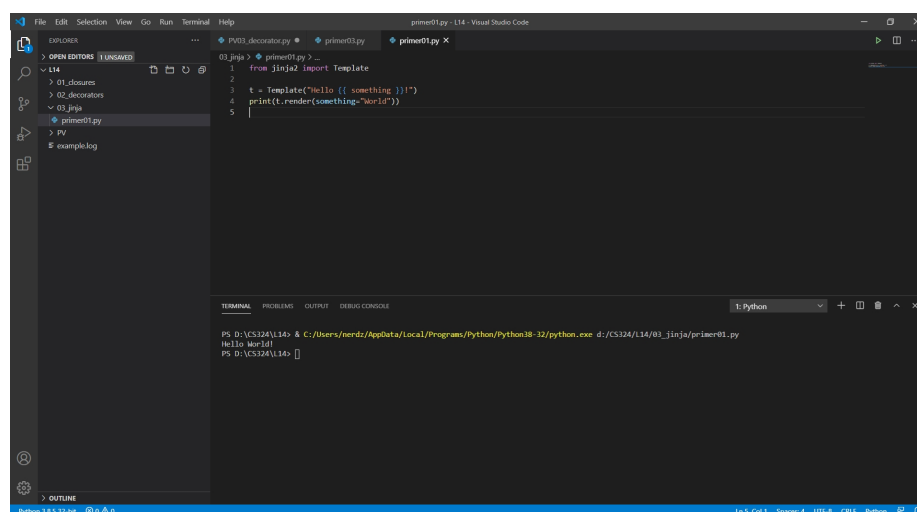 File Edit Selection View Go Run Terminal Help primer01.py - L14 - Visual Studio Code
EXPLORER
PV03_decorator.py primer03.py primer01.py
OPEN EDITORS 1 UNSAVED
03_jinja > primer01.py > ...
L14
01_closures
02_decorators
03_jinja
primer01.py
PV
example.log
1 from jinja2 import Template
2
3 t = Template("Hello {{ something }}!")
4 print(t.render(something="World"))
5
TERMINAL PROBLEMS OUTPUT DEBUG CONSOLE 1: Python
PS D:\CS324\L14> & C:/Users/nerdz/AppData/Local/Programs/Python/Python38-32/python.exe d:/CS324/L14/03_jinja/primer01.py
Hello World!
PS D:\CS324\L14>
OUTLINE
Python 3.8.5 32-bit 0 0 Ln 5, Col 1 Spaces: 4 UTF-8 CRLF Python